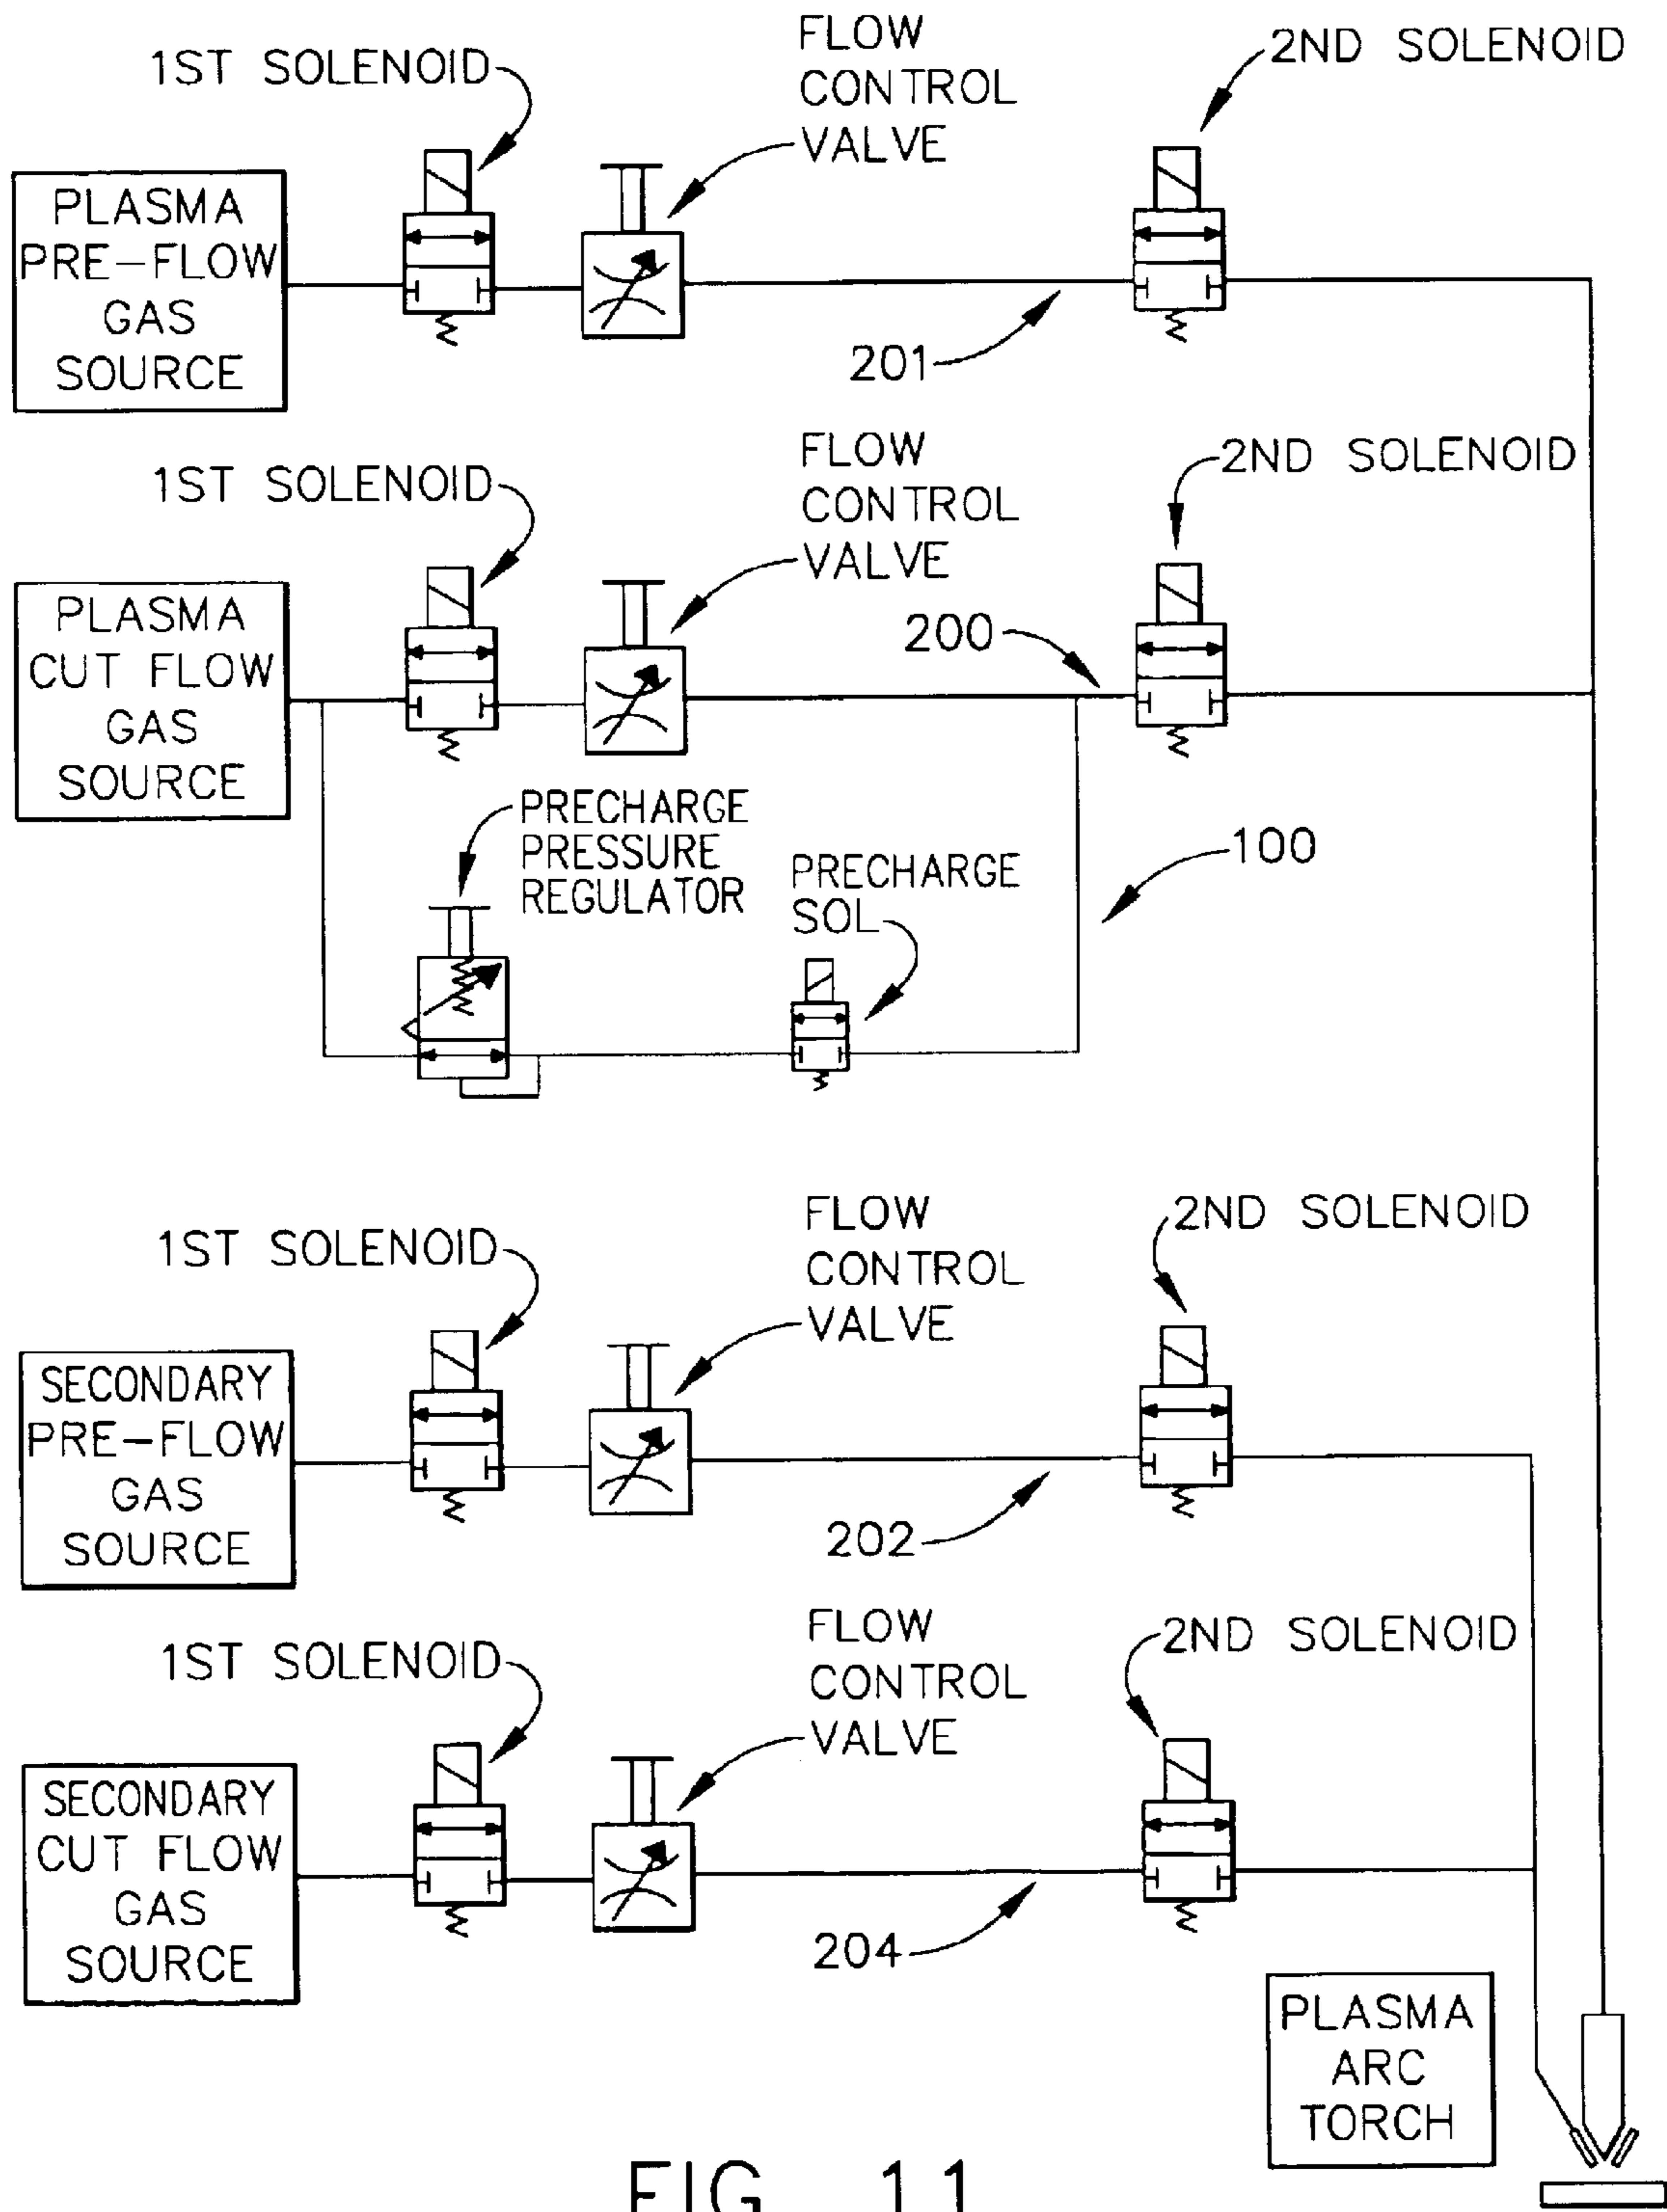 FLOW
CONTROL
VALVE
1ST SOLENOID
2ND SOLENOID
PLASMA
PRE-FLOW
GAS
SOURCE
201
FLOW
CONTROL
VALVE
1ST SOLENOID
2ND SOLENOID
200
PLASMA
CUT FLOW
GAS
SOURCE
PRECHARGE
PRESSURE
REGULATOR
PRECHARGE
SOL
100
FLOW
CONTROL
VALVE
1ST SOLENOID
2ND SOLENOID
SECONDARY
PRE-FLOW
GAS
SOURCE
202
FLOW
CONTROL
VALVE
1ST SOLENOID
2ND SOLENOID
SECONDARY
CUT FLOW
GAS
SOURCE
204
PLASMA
ARC
TORCH
FIG. 11